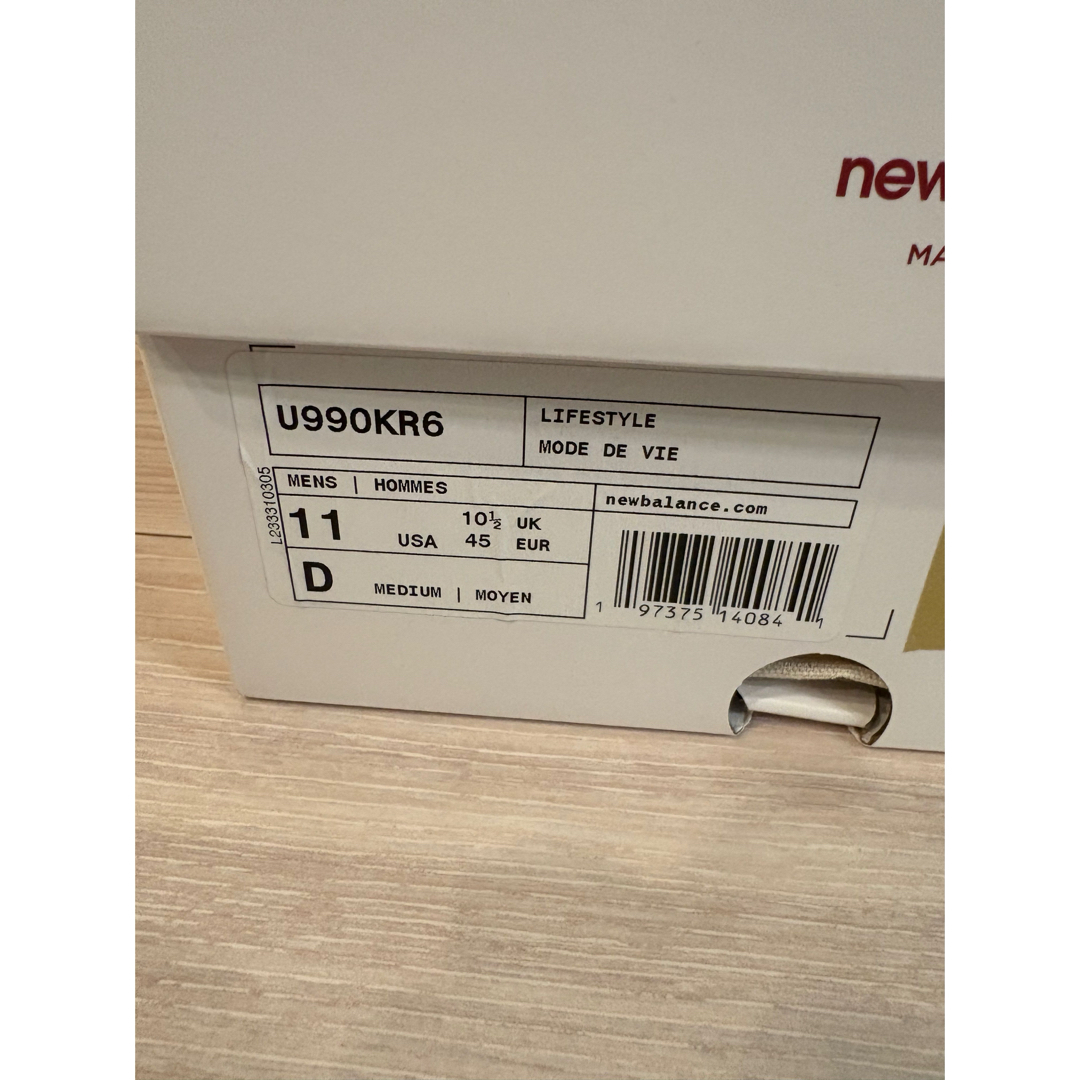 new
MA
U990KR6
LIFESTYLE
MODE DE VIE
L233310305
MENS | HOMMES
newbalance.com
11 USA
10½ UK
45 EUR
D MEDIUM | MOYEN
1 97375 14084 1